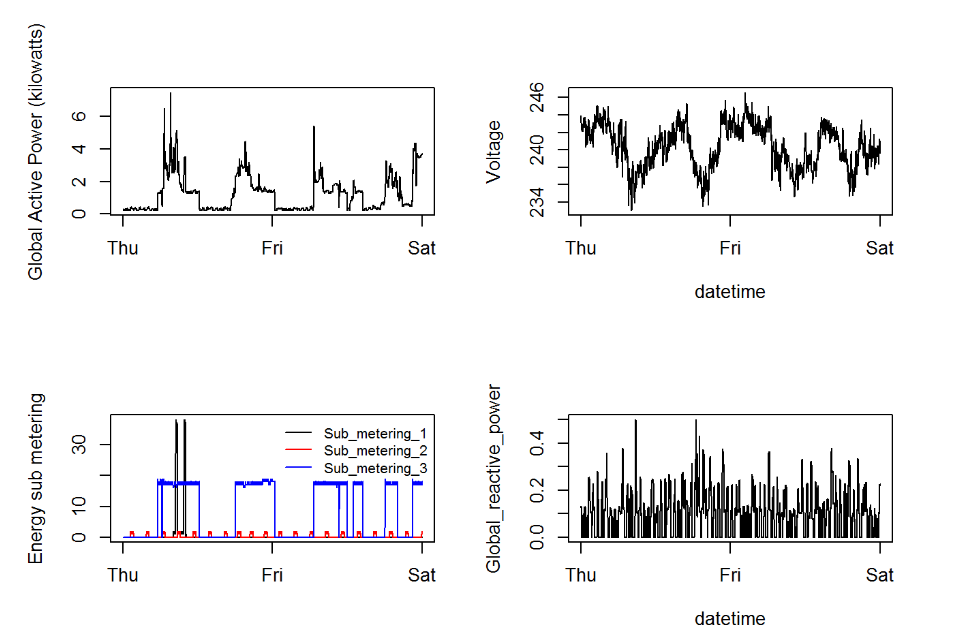 Global Active Power (kilowatts)
6
4
2
0
Thu
Fri
Sat
Voltage
246
240
234
Thu
Fri
Sat
datetime
Energy sub metering
30
10
0
Sub_metering_1
Sub_metering_2
Sub_metering_3
Thu
Fri
Sat
Global_reactive_power
0.4
0.2
0.0
Thu
Fri
Sat
datetime